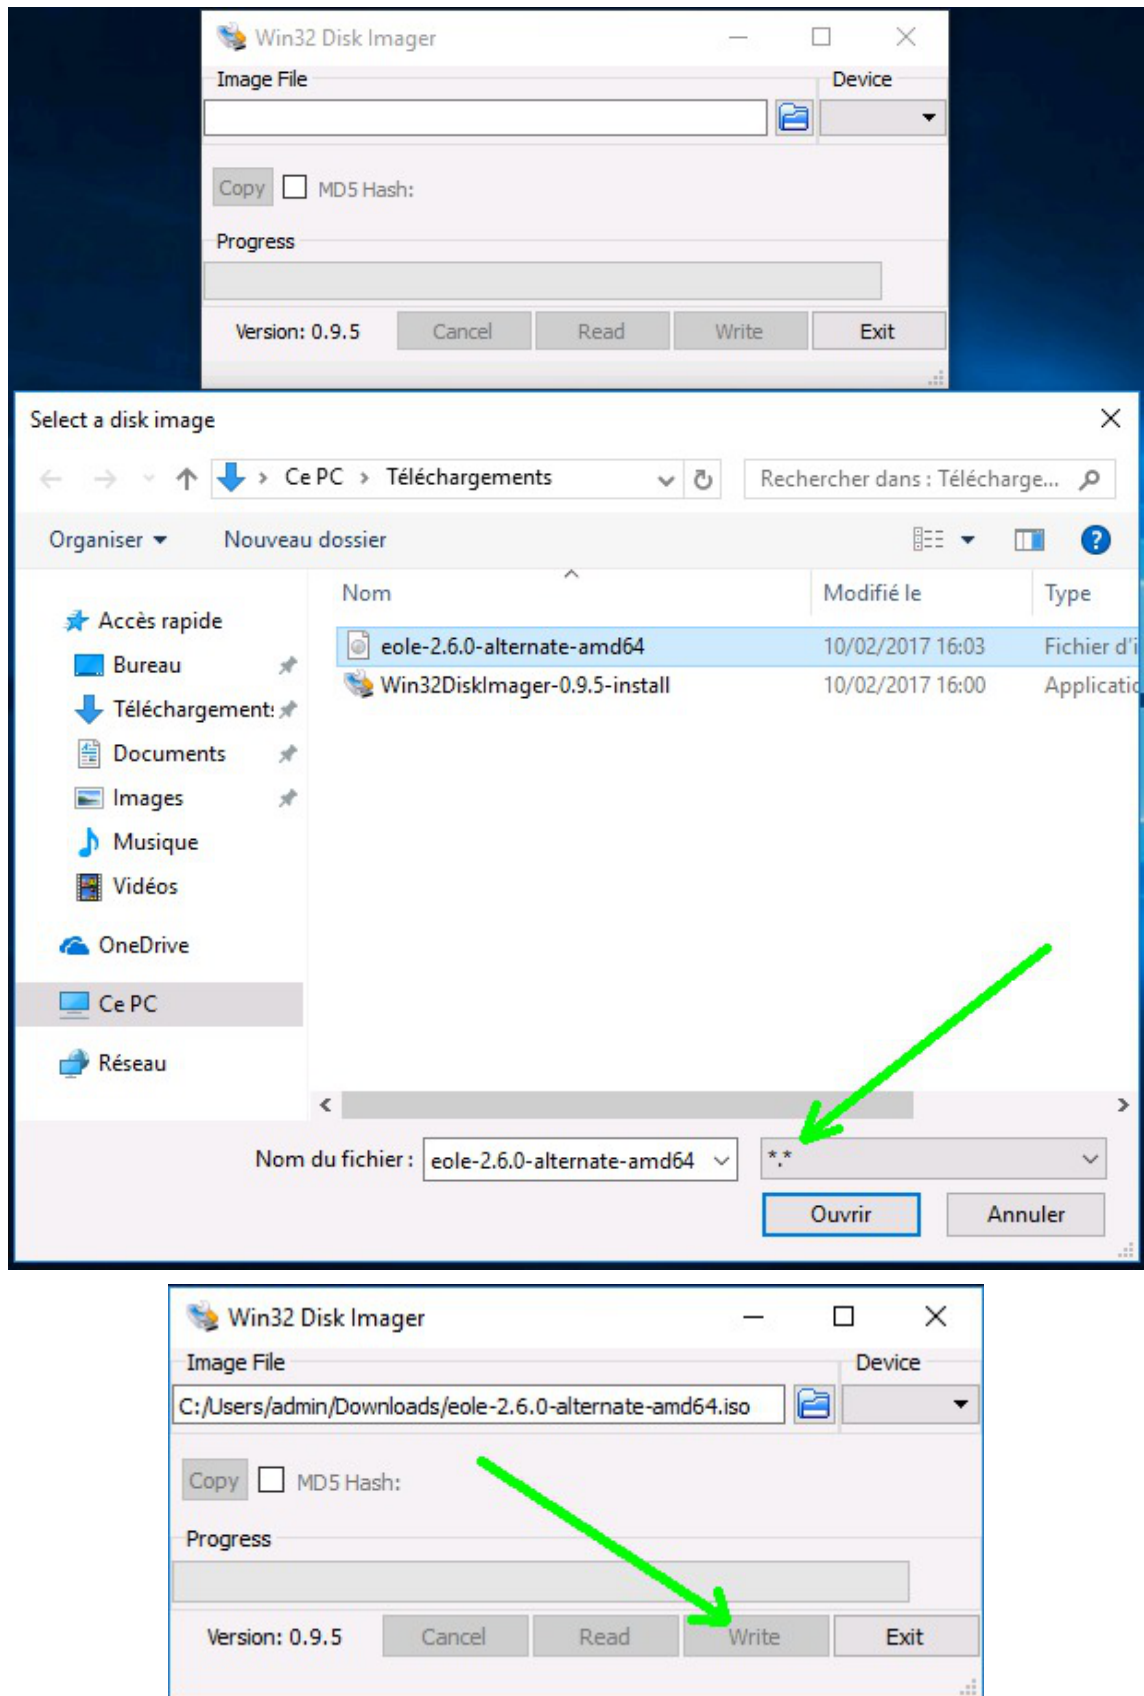 Win32 Disk Imager
Image File
Device
Copy
MD5 Hash:
Progress
Version: 0.9.5
Cancel
Read
Write
Exit
Select a disk image
Ce PC
Téléchargements
Rechercher dans : Télécharge...
Organiser
Nouveau dossier
Nom
Modifié le
Type
Accès rapide
Bureau
Téléchargement:
Documents
Images
Musique
Vidéos
OneDrive
Ce PC
Réseau
eole-2.6.0-alternate-amd64
10/02/2017 16:03
Fichier d'i
Win32DiskImager-0.9.5-install
10/02/2017 16:00
Applicatic
Nom du fichier :
eole-2.6.0-alternate-amd64
*.*
Ouvrir
Annuler
Win32 Disk Imager
Image File
Device
C:/Users/admin/Downloads/eole-2.6.0-alternate-amd64.iso
Copy
MD5 Hash:
Progress
Version: 0.9.5
Cancel
Read
Write
Exit